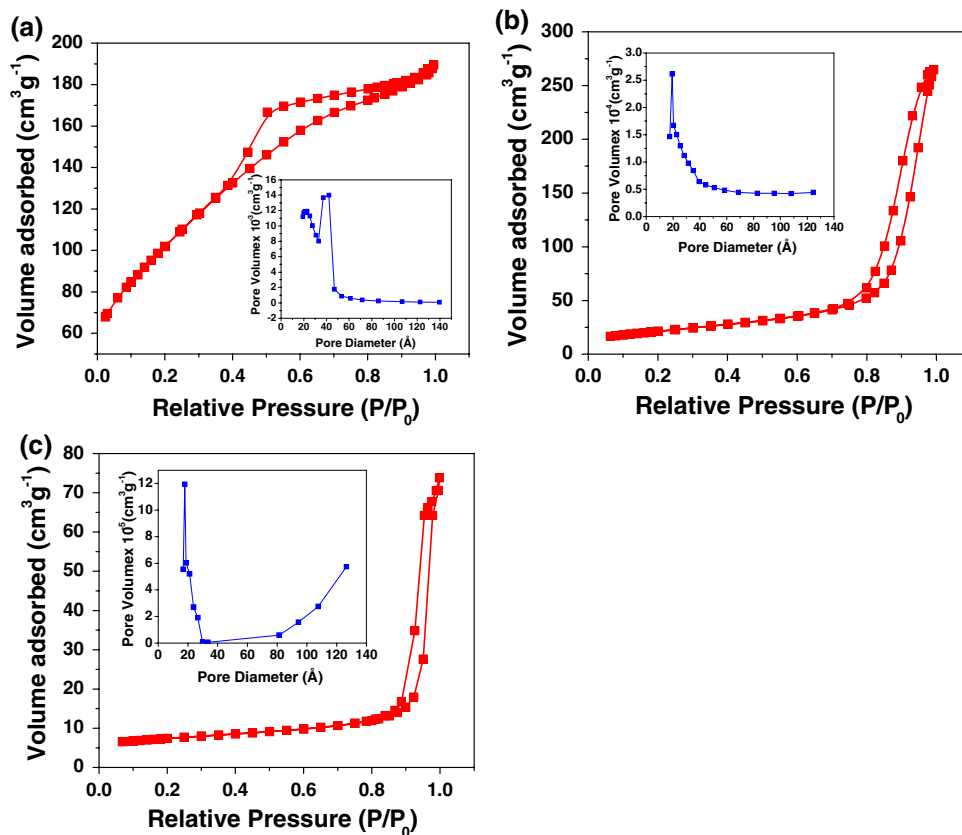 (a)
Volume adsorbed (cm³g⁻¹)
200
180
160
140
120
100
80
60
0.0 0.2 0.4 0.6 0.8 1.0
Relative Pressure (P/P₀)
Pore Volumex 10⁻³(cm³g⁻¹)
16
14
12
10
8
6
4
2
0
-2
0 20 40 60 80 100 120 140
Pore Diameter (Å)
(b)
Volume adsorbed (cm³g⁻¹)
300
250
200
150
100
50
0
0.0 0.2 0.4 0.6 0.8 1.0
Relative Pressure (P/P₀)
Pore Volumex 10⁻⁴(cm³g⁻¹)
3.0
2.5
2.0
1.5
1.0
0.5
0.0
0 20 40 60 80 100 120 140
Pore Diameter (Å)
(c)
Volume adsorbed (cm³g⁻¹)
80
70
60
50
40
30
20
10
0
0.0 0.2 0.4 0.6 0.8 1.0
Relative Pressure (P/P₀)
Pore Volumex 10⁵(cm³g⁻¹)
12
10
8
6
4
2
0
0 20 40 60 80 100 120 140
Pore Diameter (Å)